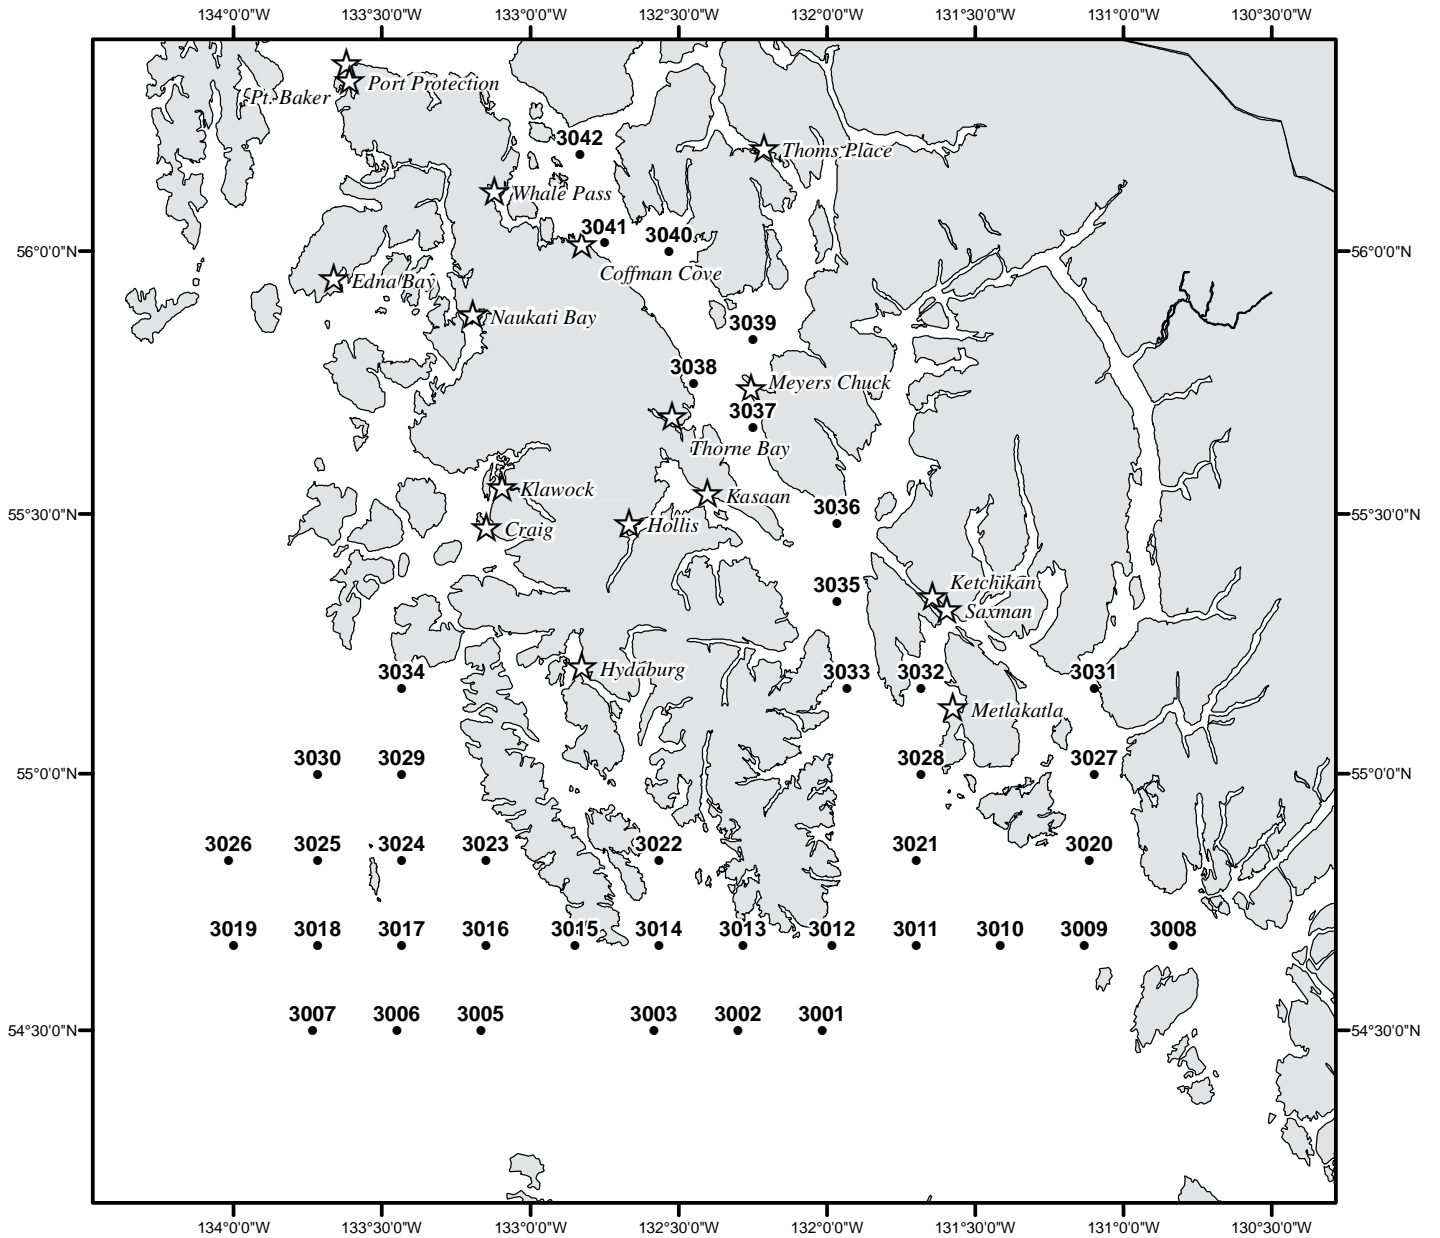 134°0'0"W 133°30'0"W 133°0'0"W 132°30'0"W 132°0'0"W 131°30'0"W 131°0'0"W 130°30'0"W
Port Protection
Pt. Baker
3042
Thoms Place
Whale Pass
3041
3040
56°0'0"N 56°0'0"N
Coffman Cove
Edna Bay
Naukati Bay
3039
3038
Meyers Chuck
3037
Thorne Bay
Klawock
Kasaan
3036
55°30'0"N 55°30'0"N
Craig
Hollis
3035
Ketchikan
Saxman
Hydaburg
3034 3033 3032 3031
Metlakatla
3030 3029 3028 3027
55°0'0"N 55°0'0"N
3026 3025 3024 3023 3022 3021 3020
3019 3018 3017 3016 3015 3014 3013 3012 3011 3010 3009 3008
3007 3006 3005 3003 3002 3001
54°30'0"N 54°30'0"N
134°0'0"W 133°30'0"W 133°0'0"W 132°30'0"W 132°0'0"W 131°30'0"W 131°0'0"W 130°30'0"W